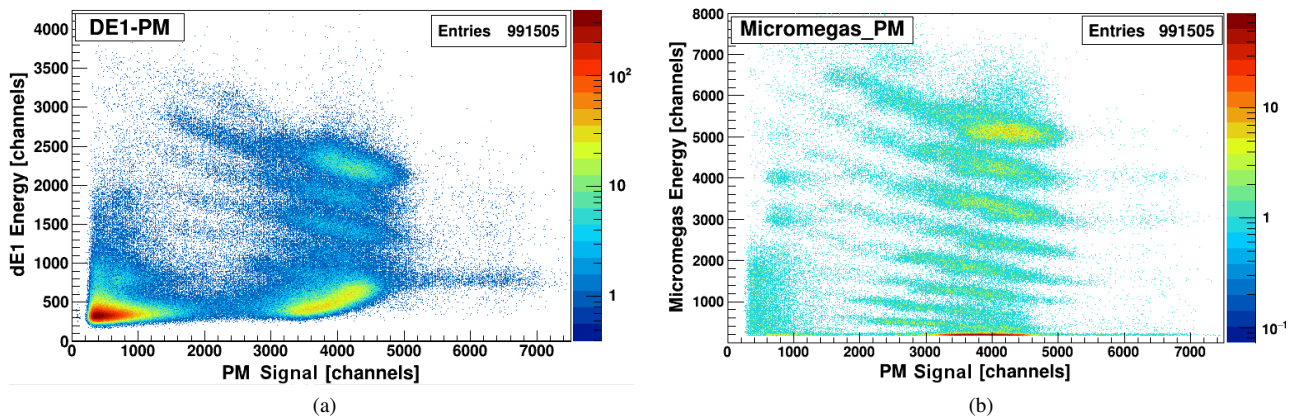 DE1-PM
Entries 991505
dE1 Energy [channels]
4000
3500
3000
2500
2000
1500
1000
500
0
0 1000 2000 3000 4000 5000 6000 7000
PM Signal [channels]
10²
10
1
(a)
Micromegas_PM
Entries 991505
Micromegas Energy [channels]
8000
7000
6000
5000
4000
3000
2000
1000
0 1000 2000 3000 4000 5000 6000 7000
PM Signal [channels]
10
1
10⁻¹
(b)